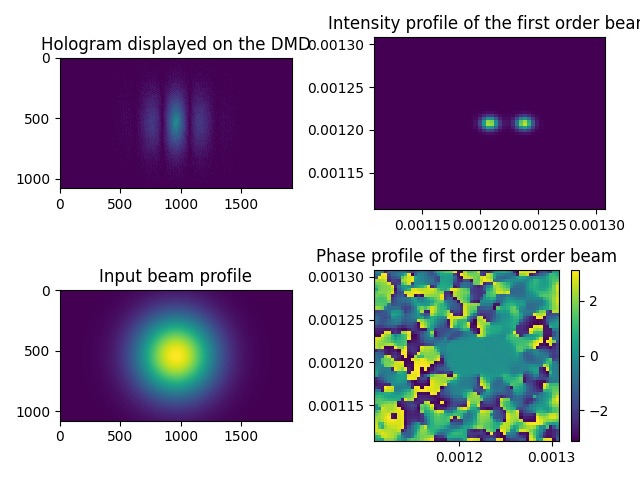 Hologram displayed on the DMD
0
500
1000
0 500 1000 1500
Intensity profile of the first order bear
0.00130
0.00125
0.00120
0.00115
0.00115 0.00120 0.00125 0.00130
Input beam profile
0
500
1000
0 500 1000 1500
Phase profile of the first order beam
0.00130
0.00125
0.00120
0.00115
0.0012 0.0013
2
0
−2